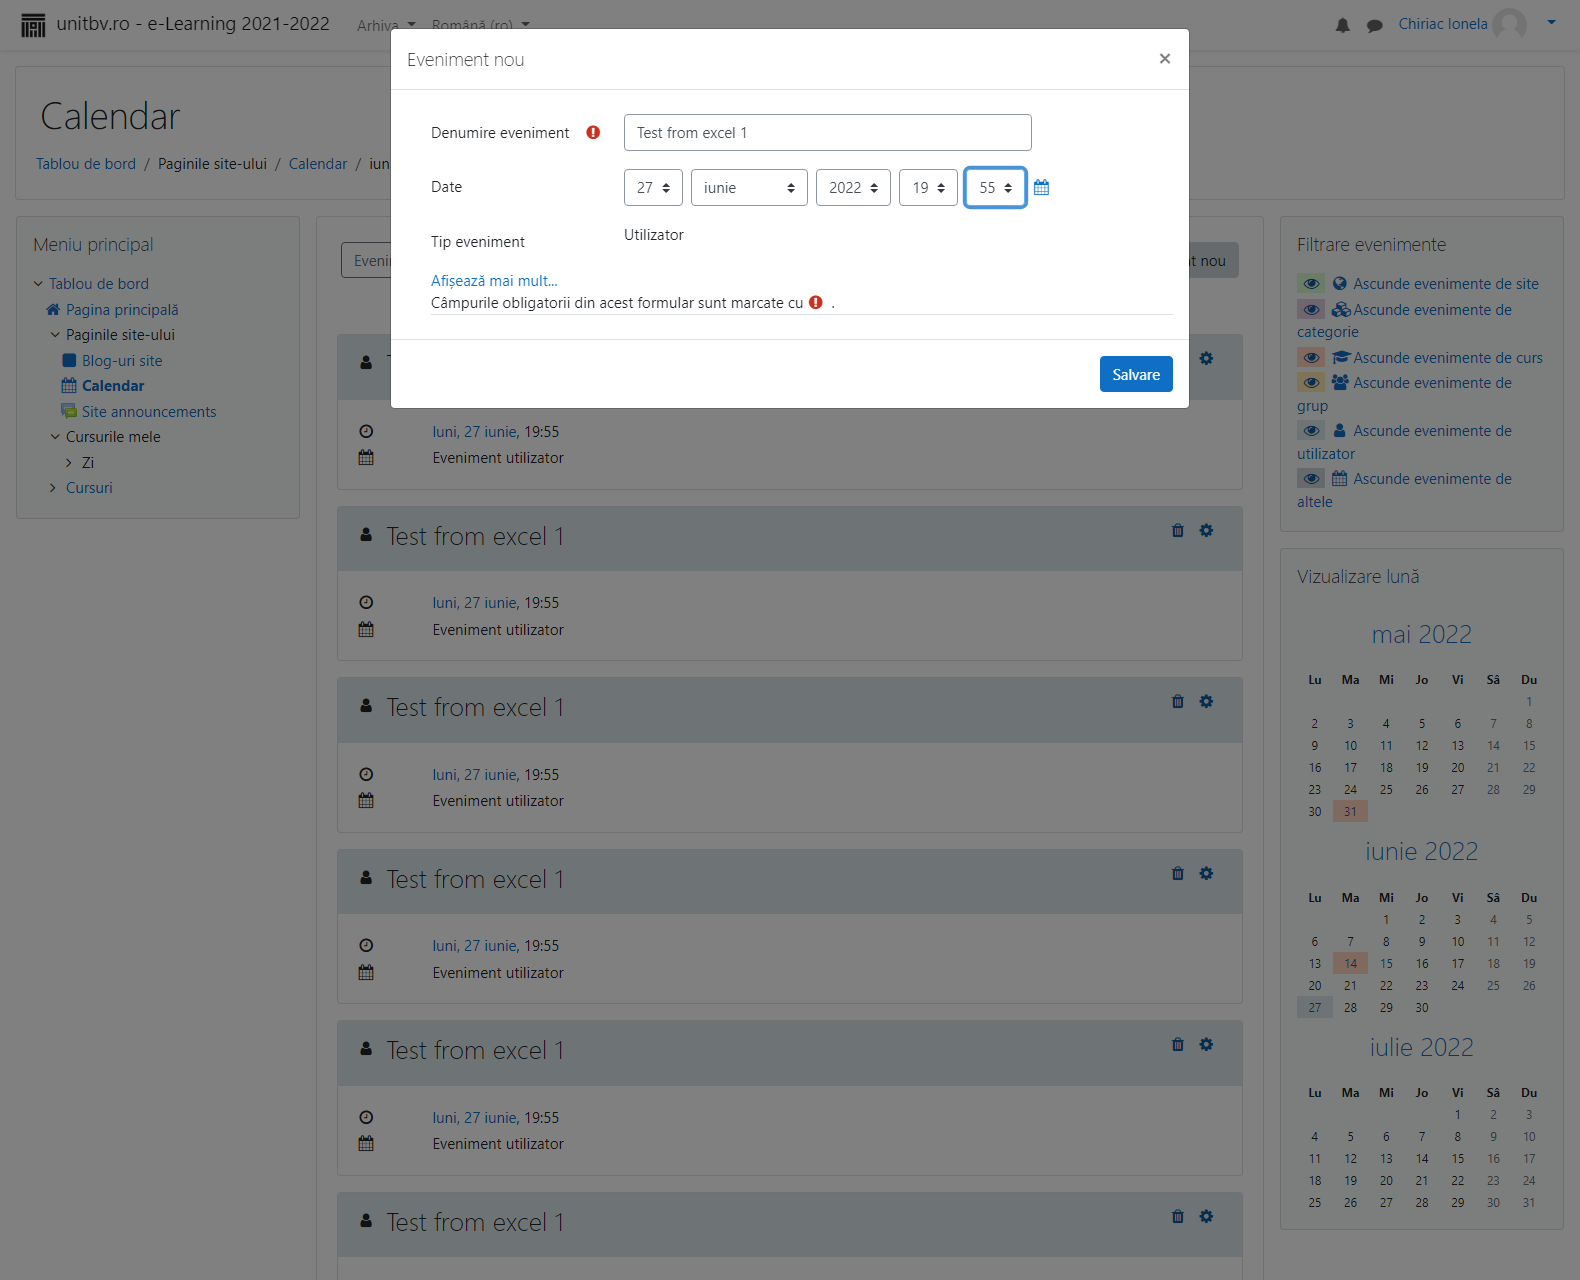 unitbv.ro - e-Learning 2021-2022
Arhiva
Română (ro)
Chiriac Ionela
Eveniment nou
×
Calendar
Tablou de bord / Paginile site-ului / Calendar / iun
Denumire eveniment
Test from excel 1
Date
27
iunie
2022
19
55
Tip eveniment
Utilizator
Afișează mai mult...
Câmpurile obligatorii din acest formular sunt marcate cu .
Salvare
Meniu principal
Tablou de bord
Pagina principală
Paginile site-ului
Blog-uri site
Calendar
Site announcements
Cursurile mele
Zi
Cursuri
Eveni
t nou
luni, 27 iunie, 19:55
Eveniment utilizator
Test from excel 1
luni, 27 iunie, 19:55
Eveniment utilizator
Test from excel 1
luni, 27 iunie, 19:55
Eveniment utilizator
Test from excel 1
luni, 27 iunie, 19:55
Eveniment utilizator
Test from excel 1
luni, 27 iunie, 19:55
Eveniment utilizator
Test from excel 1
Filtrare evenimente
Ascunde evenimente de site
Ascunde evenimente de
categorie
Ascunde evenimente de curs
Ascunde evenimente de
grup
Ascunde evenimente de
utilizator
Ascunde evenimente de
altele
Vizualizare lună
mai 2022
Lu Ma Mi Jo Vi Sâ Du
1
2 3 4 5 6 7 8
9 10 11 12 13 14 15
16 17 18 19 20 21 22
23 24 25 26 27 28 29
30 31
iunie 2022
Lu Ma Mi Jo Vi Sâ Du
1 2 3 4 5
6 7 8 9 10 11 12
13 14 15 16 17 18 19
20 21 22 23 24 25 26
27 28 29 30
iulie 2022
Lu Ma Mi Jo Vi Sâ Du
1 2 3
4 5 6 7 8 9 10
11 12 13 14 15 16 17
18 19 20 21 22 23 24
25 26 27 28 29 30 31